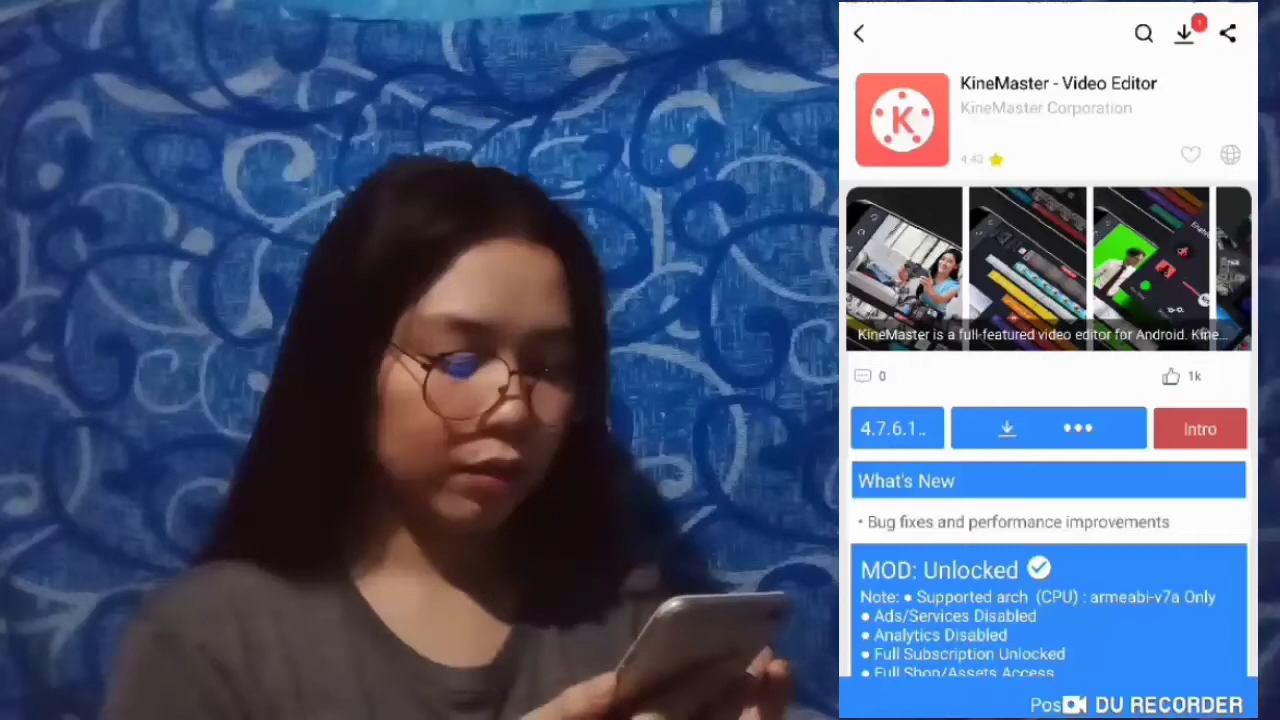 1
KineMaster - Video Editor
KineMaster Corporation
K
4.43
KineMaster is a full-featured video editor for Android. Kine...
0
1k
4.7.6.1..
•••
Intro
What's New
• Bug fixes and performance improvements
MOD: Unlocked
Note: ● Supported arch (CPU) : armeabi-v7a Only
● Ads/Services Disabled
● Analytics Disabled
● Full Subscription Unlocked
● Full Shop/Assets Access
Pos
DU RECORDER